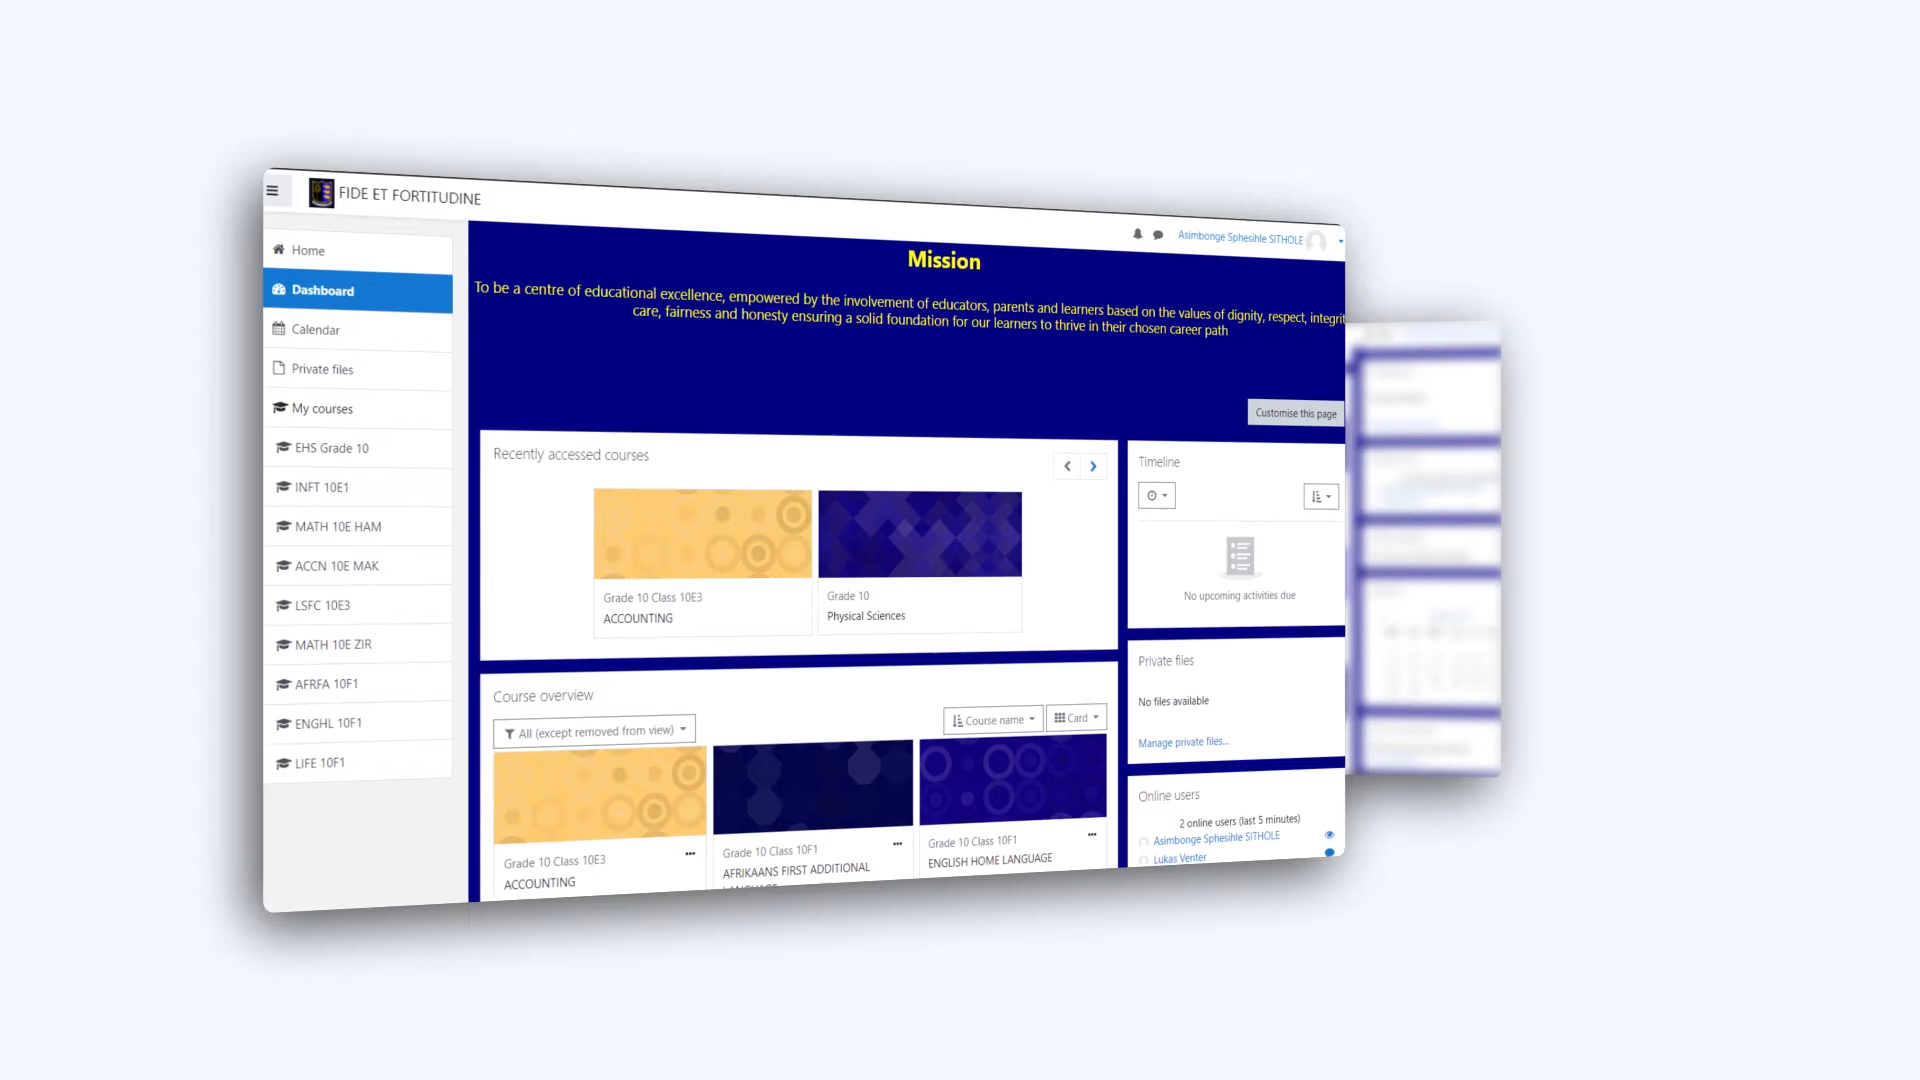 FIDE ET FORTITUDINE
Asimbonge Sphesihle SITHOLE
Home
Dashboard
Calendar
Private files
My courses
EHS Grade 10
INFT 10E1
MATH 10E HAM
ACCN 10E MAK
LSFC 10E3
MATH 10E ZIR
AFRFA 10F1
ENGHL 10F1
LIFE 10F1
Mission
To be a centre of educational excellence, empowered by the involvement of educators, parents and learners based on the values of dignity, respect, integrit
care, fairness and honesty ensuring a solid foundation for our learners to thrive in their chosen career path
Customise this page
Recently accessed courses
Grade 10 Class 10E3
ACCOUNTING
Grade 10
Physical Sciences
Course overview
All (except removed from view)
Course name
Card
Grade 10 Class 10E3
ACCOUNTING
Grade 10 Class 10F1
AFRIKAANS FIRST ADDITIONAL
Grade 10 Class 10F1
ENGLISH HOME LANGUAGE
Timeline
No upcoming activities due
Private files
No files available
Manage private files...
Online users
2 online users (last 5 minutes)
Asimbonge Sphesihle SITHOLE
Lukas Venter